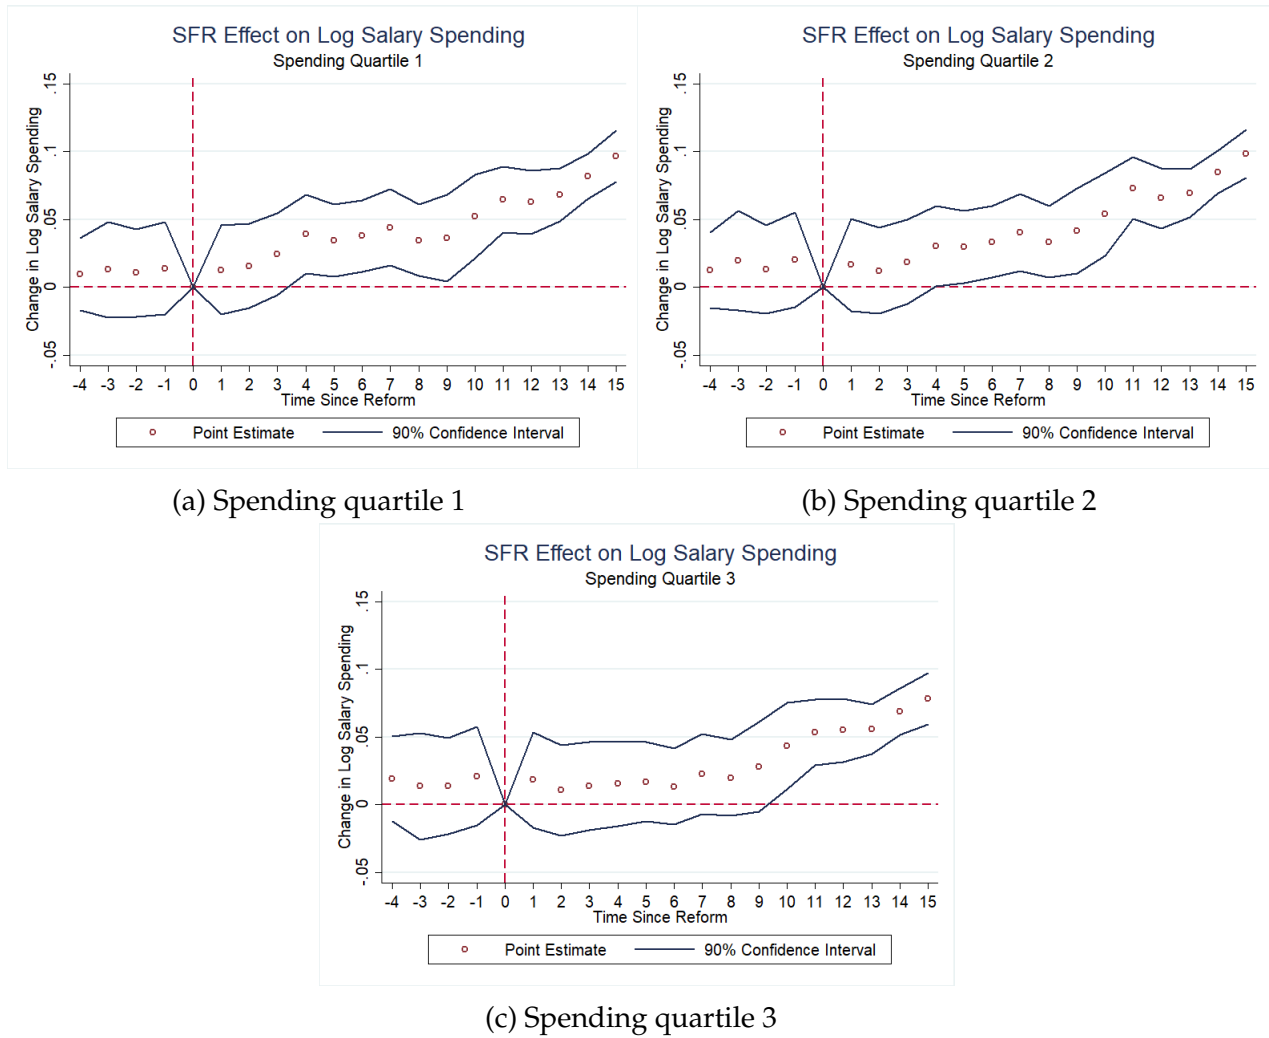 SFR Effect on Log Salary Spending
Spending Quartile 1
Change in Log Salary Spending
.15
.1
.05
0
-.05
-4 -3 -2 -1 0 1 2 3 4 5 6 7 8 9 10 11 12 13 14 15
Time Since Reform
Point Estimate 90% Confidence Interval
(a) Spending quartile 1
SFR Effect on Log Salary Spending
Spending Quartile 2
Change in Log Salary Spending
.15
.1
.05
0
-.05
-4 -3 -2 -1 0 1 2 3 4 5 6 7 8 9 10 11 12 13 14 15
Time Since Reform
Point Estimate 90% Confidence Interval
(b) Spending quartile 2
SFR Effect on Log Salary Spending
Spending Quartile 3
Change in Log Salary Spending
.15
.1
.05
0
-.05
-4 -3 -2 -1 0 1 2 3 4 5 6 7 8 9 10 11 12 13 14 15
Time Since Reform
Point Estimate 90% Confidence Interval
(c) Spending quartile 3